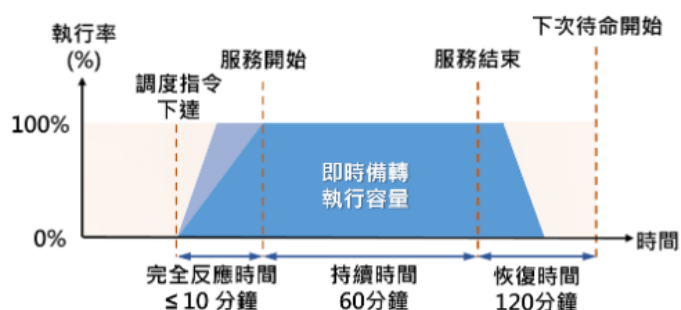 執行率
(%)
調度指令
下達
服務開始
服務結束
下次待命開始
100%
0%
即時備轉
執行容量
時間
完全反應時間
≤ 10 分鐘
持續時間
60分鐘
恢復時間
120分鐘